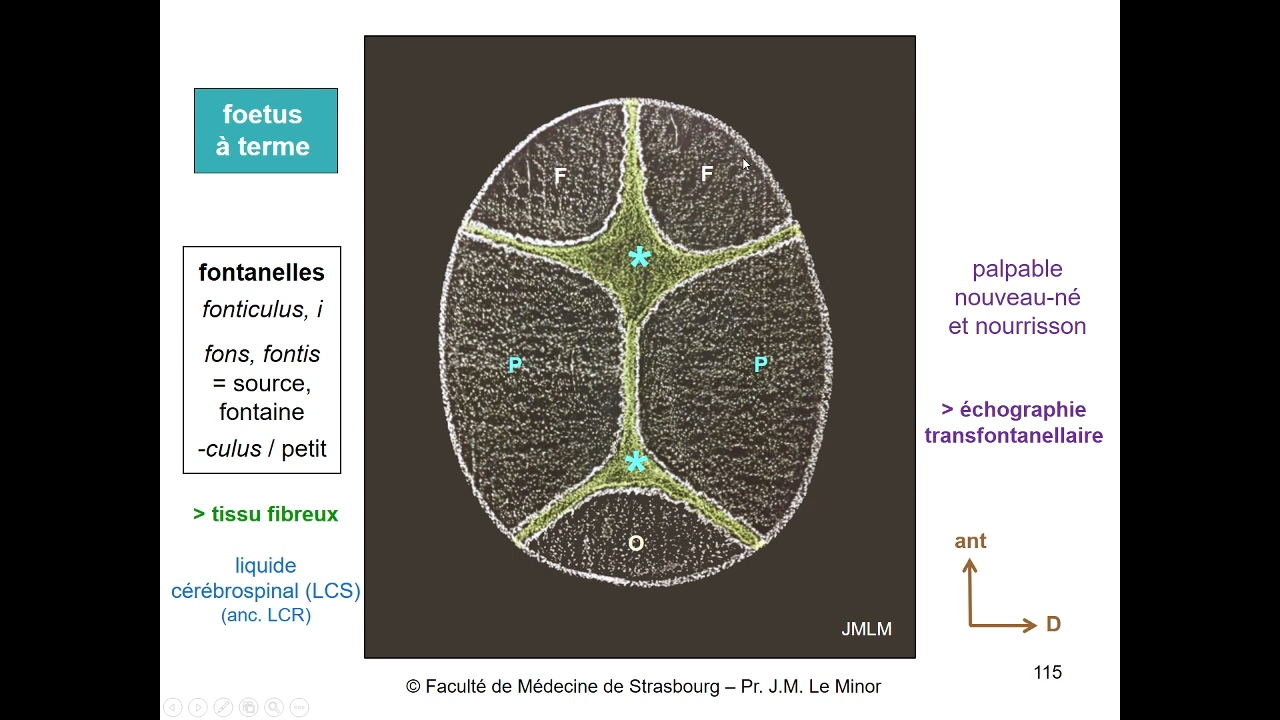 foetus
à terme
fontanelles
fonticulus, i
fons, fontis
= source,
fontaine
-culus / petit
> tissu fibreux
liquide
cérébrospinal (LCS)
(anc. LCR)
F
F
*
P
P
*
O
JMLM
palpable
nouveau-né
et nourrisson
> échographie
transfontanellaire
ant
D
115
© Faculté de Médecine de Strasbourg – Pr. J.M. Le Minor